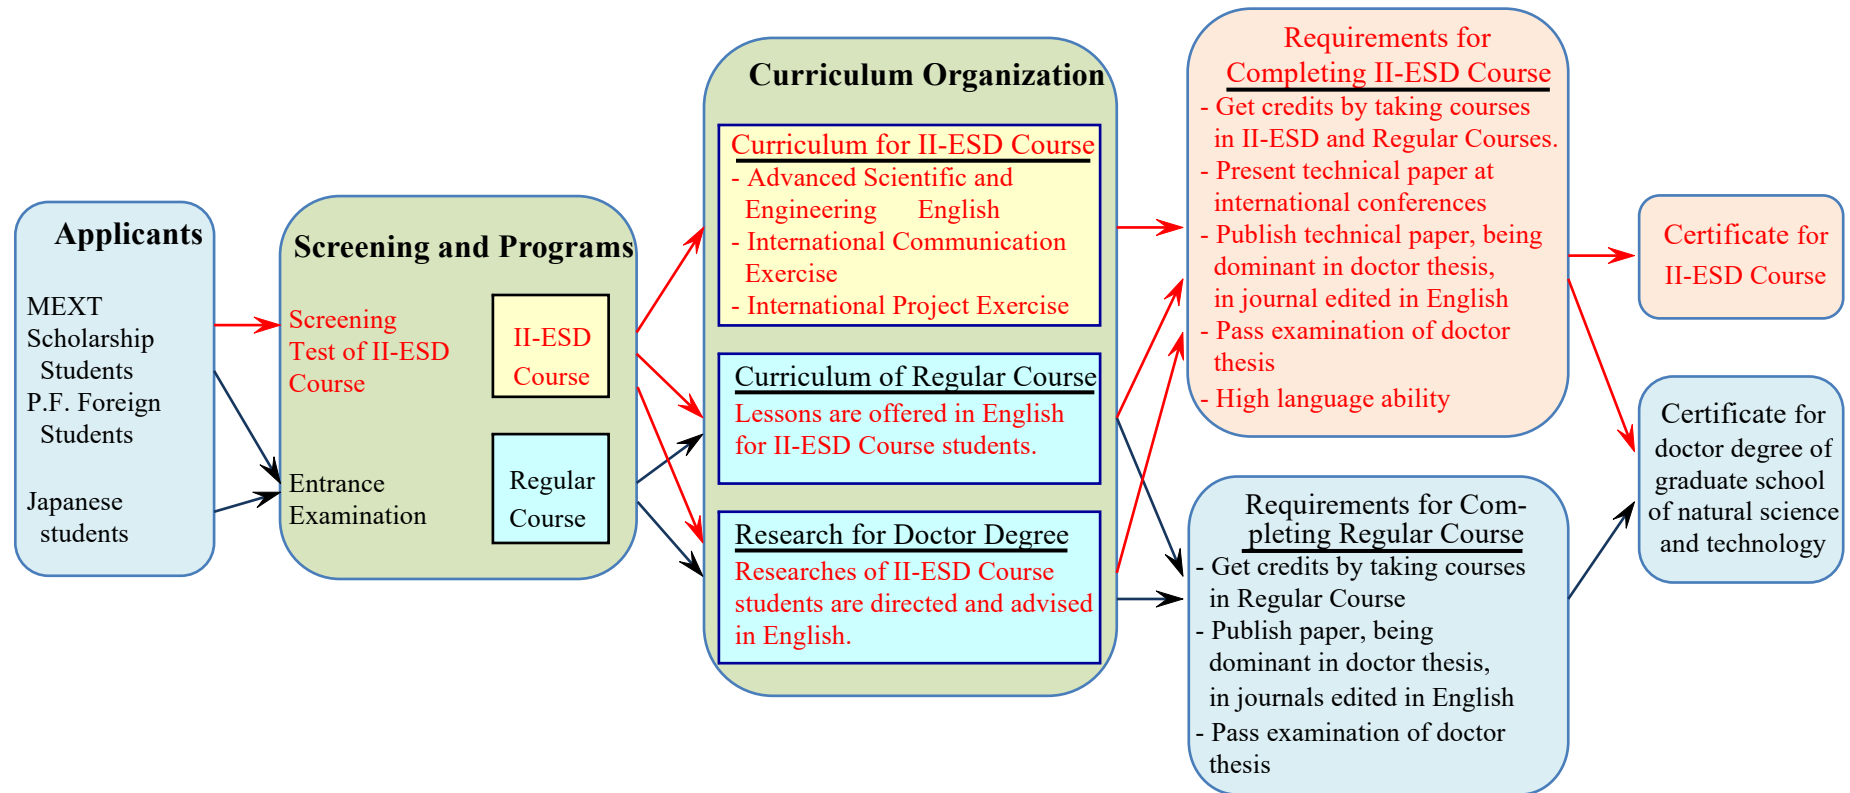 Applicants
MEXT
Scholarship
Students
P.F. Foreign
Students
Japanese
students
Screening and Programs
Screening
Test of II-ESD
Course
II-ESD
Course
Entrance
Examination
Regular
Course
Curriculum Organization
Curriculum for II-ESD Course
- Advanced Scientific and
Engineering English
- International Communication
Exercise
- International Project Exercise
Curriculum of Regular Course
Lessons are offered in English
for II-ESD Course students.
Research for Doctor Degree
Researches of II-ESD Course
students are directed and advised
in English.
Requirements for
Completing II-ESD Course
- Get credits by taking courses
in II-ESD and Regular Courses.
- Present technical paper at
international conferences
- Publish technical paper, being
dominant in doctor thesis,
in journal edited in English
- Pass examination of doctor
thesis
- High language ability
Requirements for Com-
pleting Regular Course
- Get credits by taking courses
in Regular Course
- Publish paper, being
dominant in doctor thesis,
in journals edited in English
- Pass examination of doctor
thesis
Certificate for
II-ESD Course
Certificate for
doctor degree of
graduate school
of natural science
and technology